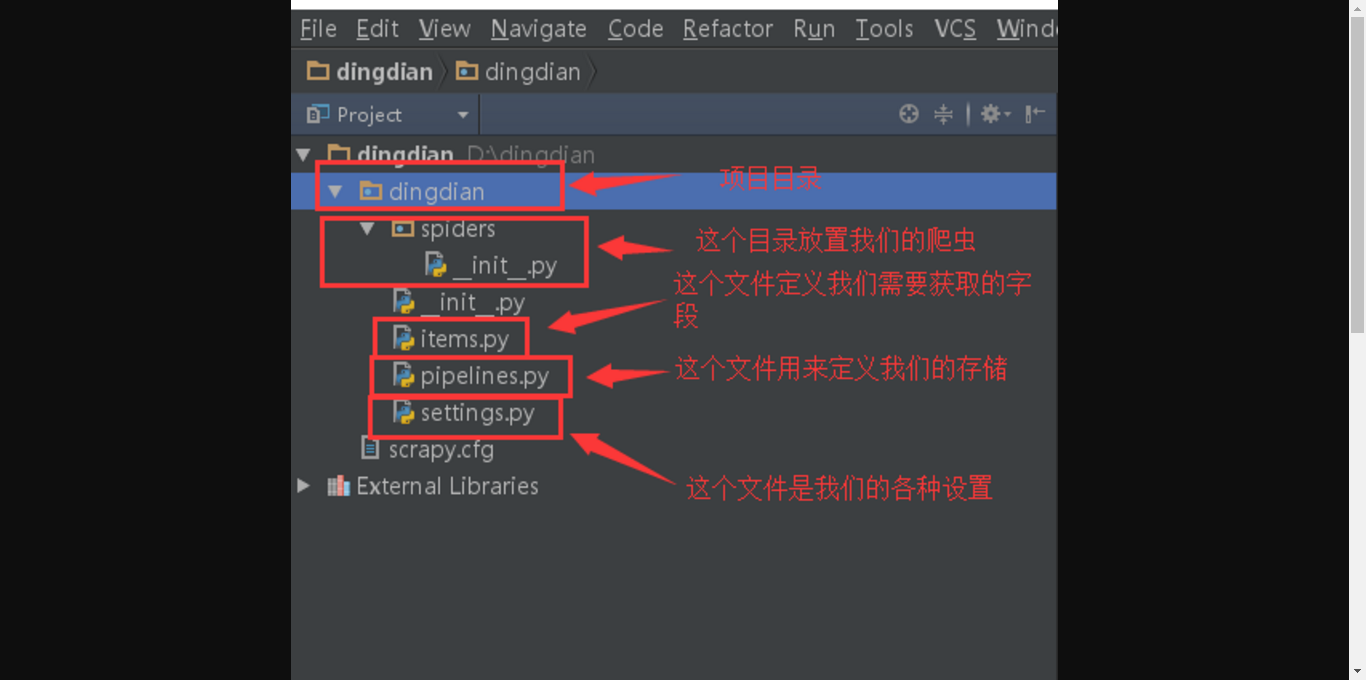 File Edit View Navigate Code Refactor Run Tools VCS
dingdian dingdian
Project
dingdian D:\dingdian
dingdian 项目目录
spiders 这个目录放置我们的爬虫
__init__.py 这个文件定义我们需要获取的字
段
__init__.py
items.py
pipelines.py 这个文件用来定义我们的存储
settings.py
scrapy.cfg
External Libraries 这个文件是我们的各种设置